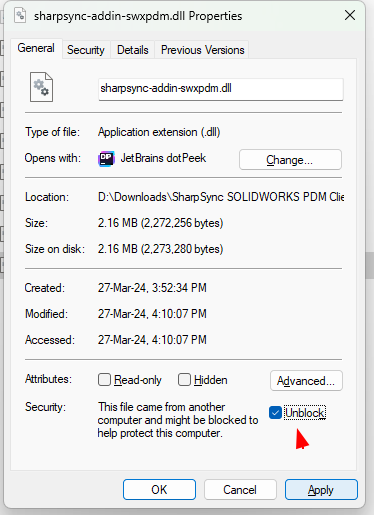 sharpsync-addin-swxpdm.dll Properties
General Security Details Previous Versions
sharpsync-addin-swxpdm.dll
Type of file: Application extension (.dll)
Opens with: DP JetBrains dotPeek Change...
Location: D:\Downloads\SharpSync SOLIDWORKS PDM Clie
Size: 2.16 MB (2,272,256 bytes)
Size on disk: 2.16 MB (2,273,280 bytes)
Created: 27-Mar-24, 3:52:34 PM
Modified: 27-Mar-24, 4:10:07 PM
Accessed: 27-Mar-24, 4:10:07 PM
Attributes: Read-only Hidden Advanced...
Security: This file came from another Unblock
computer and might be blocked to
help protect this computer.
OK Cancel Apply